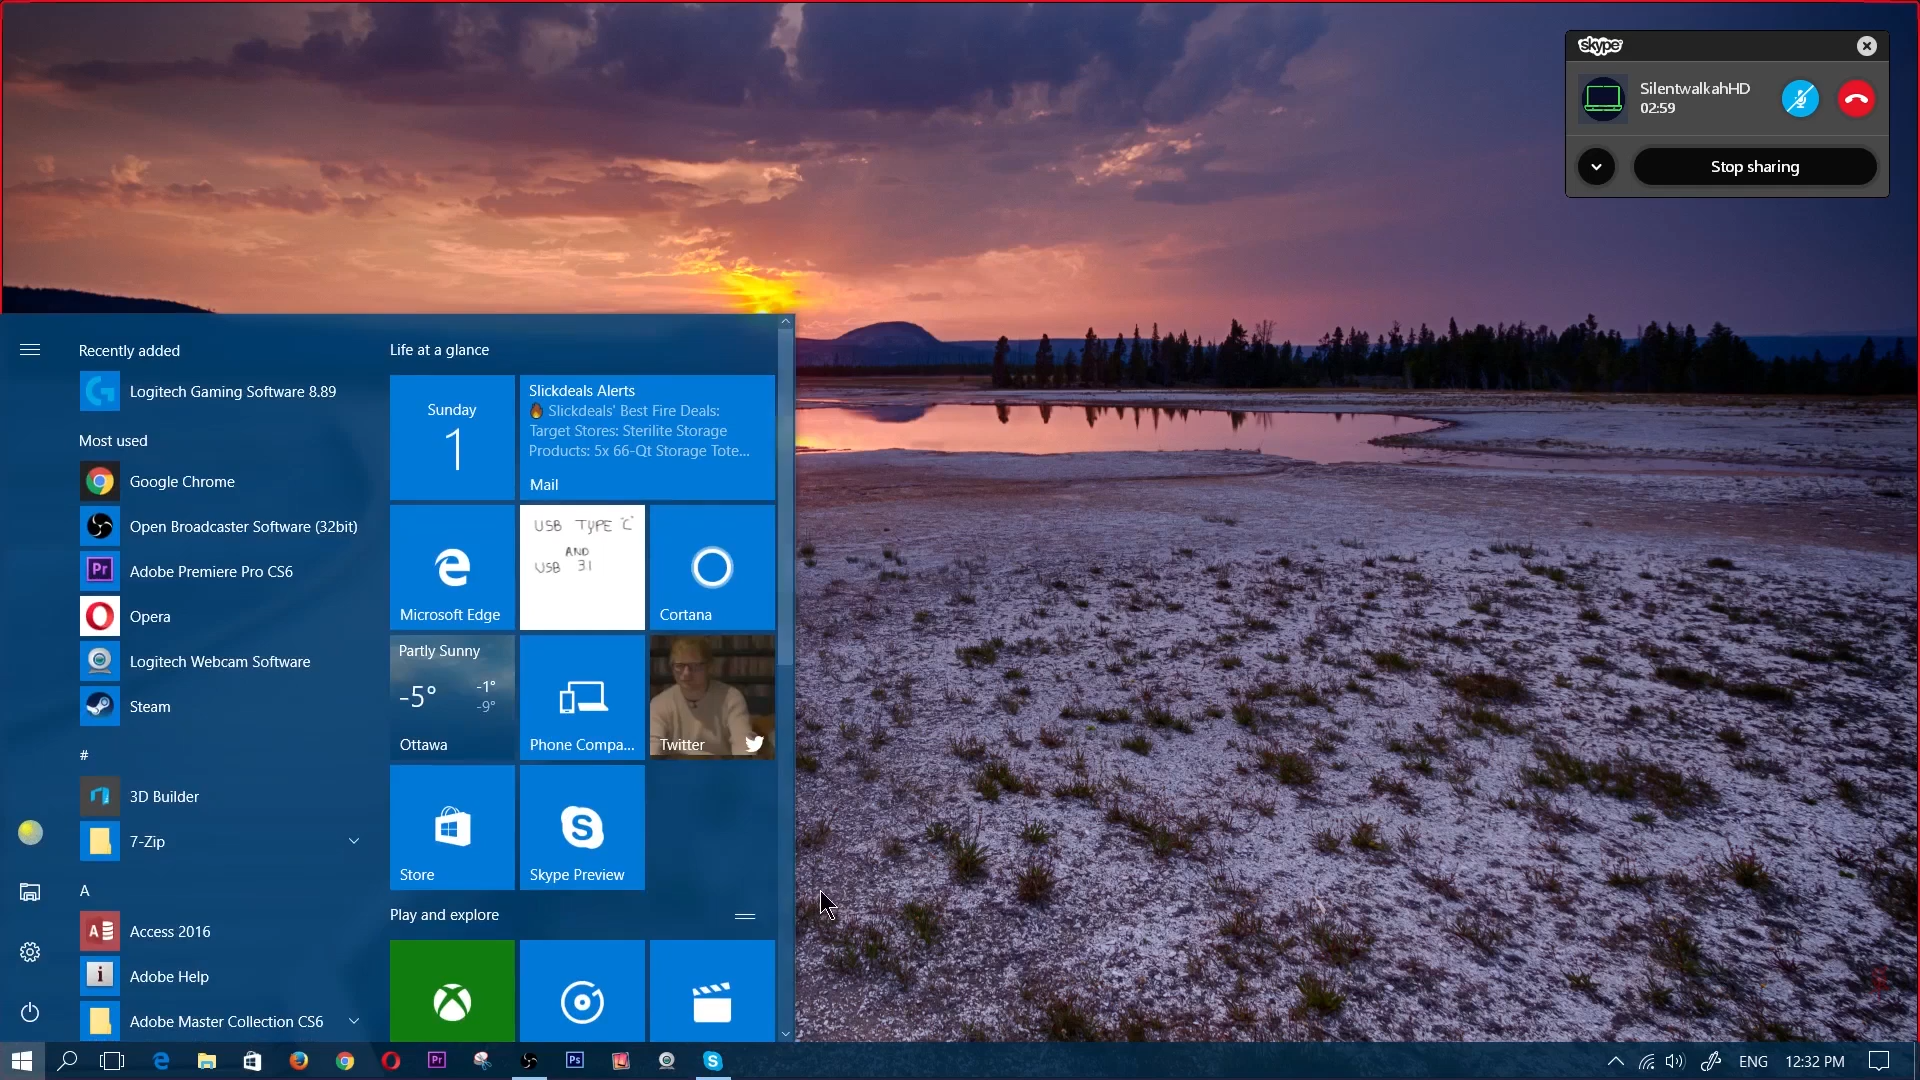 skype
SilentwalkahHD
02:59
Stop sharing
Recently added
Logitech Gaming Software 8.89
Most used
Google Chrome
Open Broadcaster Software (32bit)
Adobe Premiere Pro CS6
Opera
Logitech Webcam Software
Steam
#
3D Builder
7-Zip
A
Access 2016
Adobe Help
Adobe Master Collection CS6
Life at a glance
Sunday
1
Slickdeals Alerts
🔥 Slickdeals' Best Fire Deals:
Target Stores: Sterilite Storage
Products: 5x 66-Qt Storage Tote...
Mail
Microsoft Edge
USB TYPE "C"
AND
USB 3.1
Cortana
Partly Sunny
-5° -1°
-9°
Ottawa
Phone Compa...
Twitter
Store
Skype Preview
Play and explore
ENG 12:32 PM